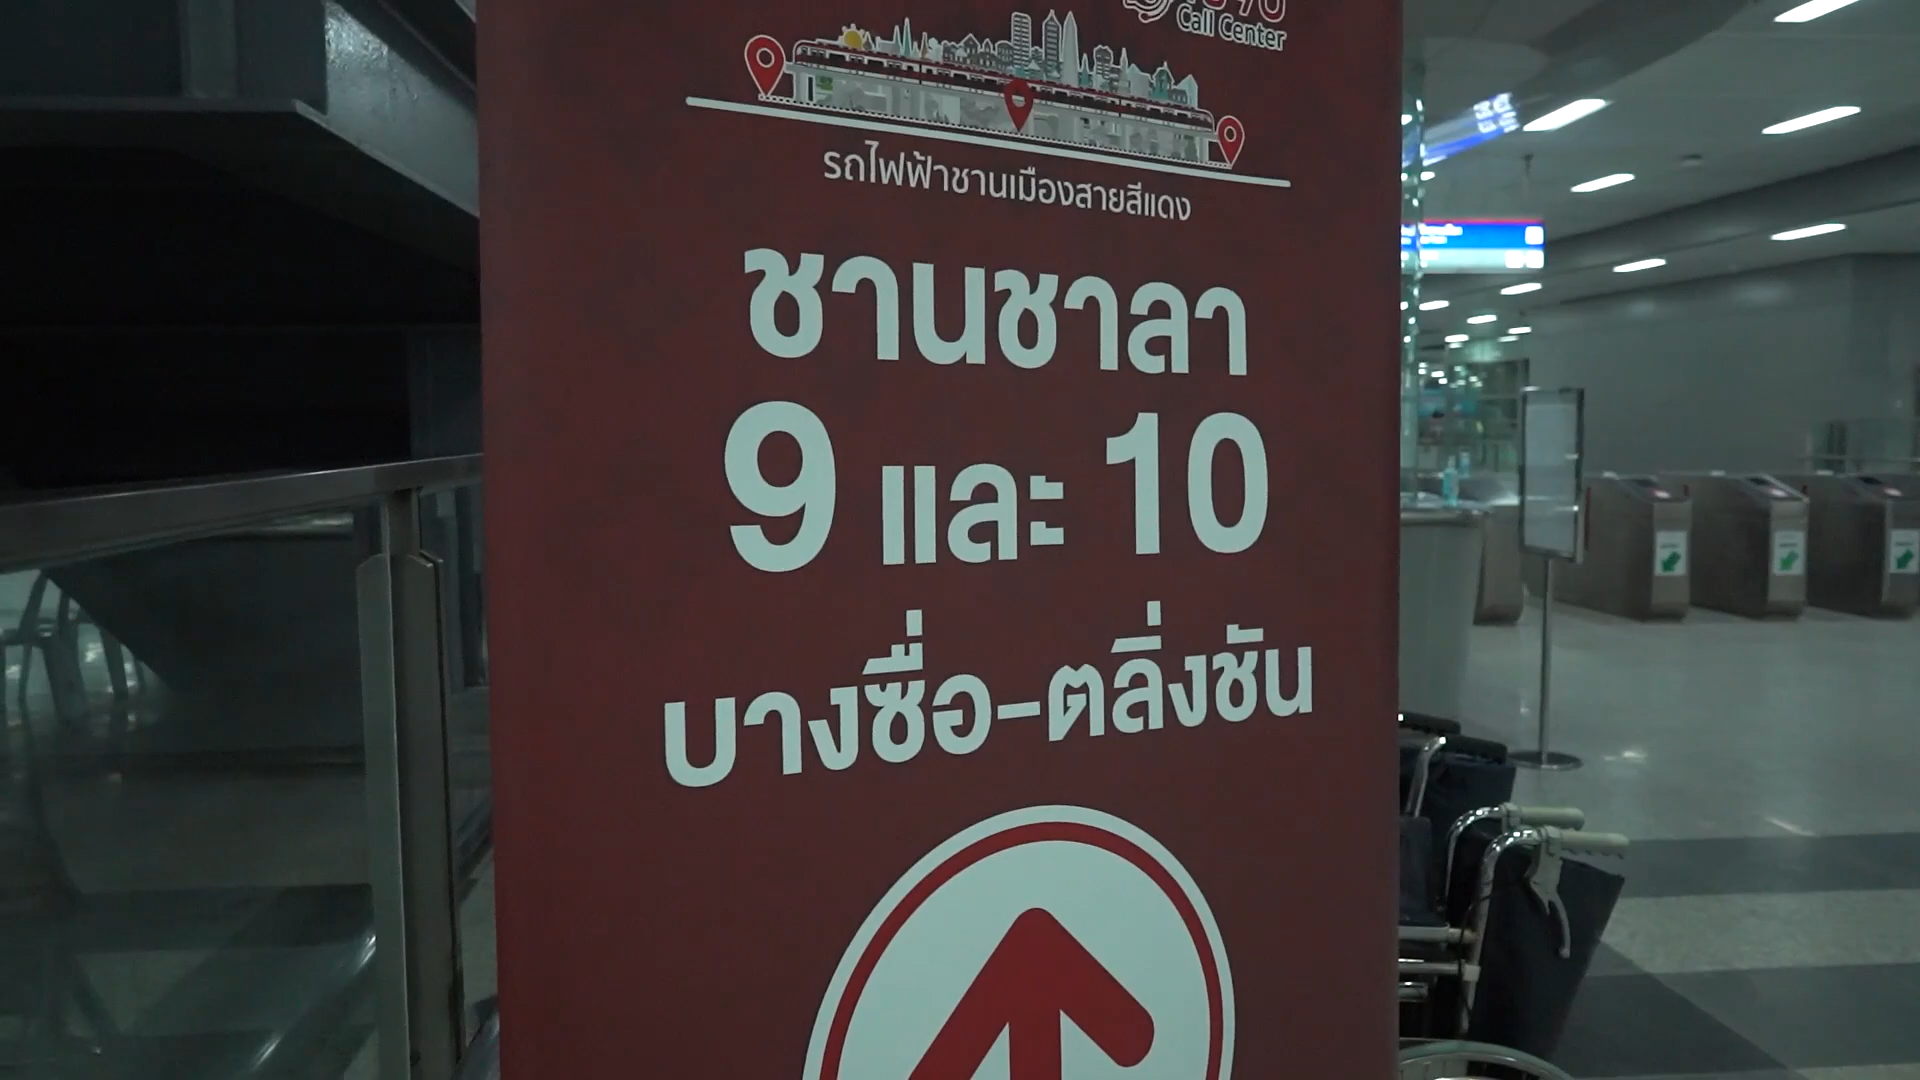 Call Center
รถไฟฟ้าชานเมืองสายสีแดง
ชานชาลา
9 และ 10
บางซื่อ-ตลิ่งชัน